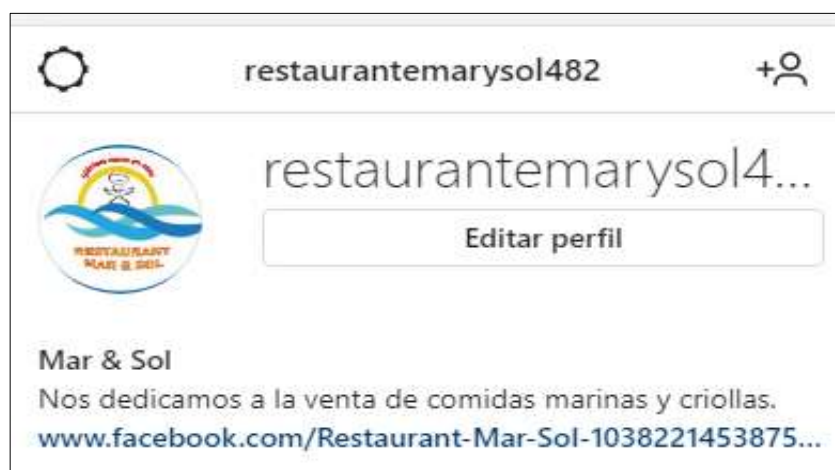 restaurantemarysol482
restaurantemarysol4...
Editar perfil
RESTAURANT
MAR & SOL
Mar & Sol
Nos dedicamos a la venta de comidas marinas y criollas.
www.facebook.com/Restaurant-Mar-Sol-1038221453875...